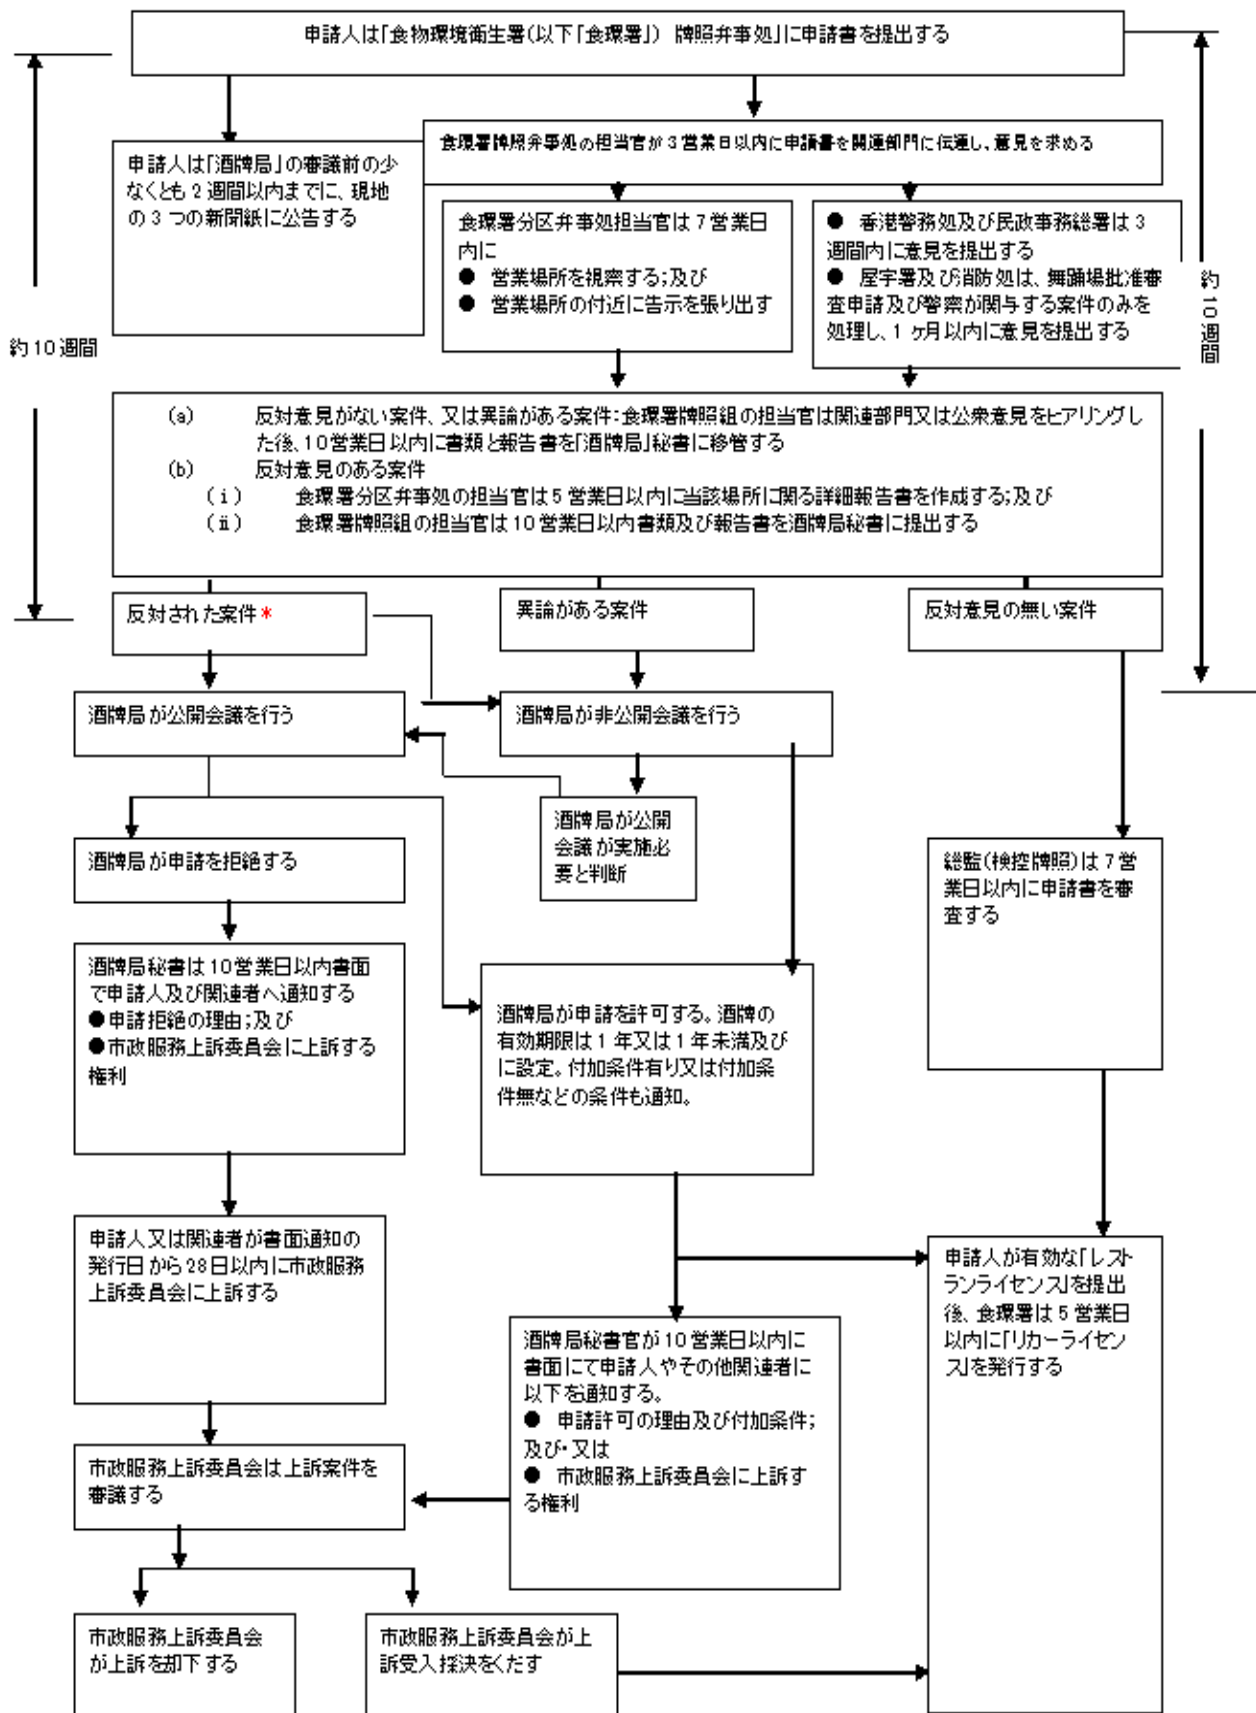 申請人は「食物環境衛生署(以下「食環署」) 牌照弁事処」に申請書を提出する
申請人は「酒牌局」の審議前の少
なくとも2週間以内までに、現地
の3つの新聞紙に公告する
食環署牌照弁事処の担当官が3営業日以内に申請書を関連部門に伝達し、意見を求める
食環署分区弁事処担当官は7営業日
内に
● 営業場所を視察する;及び
● 営業場所の付近に告示を張り出す
● 香港警務処及び民政事務総署は3
週間内に意見を提出する
● 屋宇署及び消防処は、舞踊場批准審
査申請及び警察が関与する案件のみを
処理し、1ヶ月以内に意見を提出する
約10週間
約10週間
(a) 反対意見がない案件、又は異論がある案件:食環署牌照組の担当官は関連部門又は公衆意見をヒアリングし
た後、10営業日以内に書類と報告書を「酒牌局」秘書に移管する
(b) 反対意見のある案件
(ⅰ) 食環署分区弁事処の担当官は5営業日以内に当該場所に関る詳細報告書を作成する;及び
(ⅱ) 食環署牌照組の担当官は10営業日以内書類及び報告書を酒牌局秘書に提出する
反対された案件*
異論がある案件
反対意見の無い案件
酒牌局が公開会議を行う
酒牌局が非公開会議を行う
酒牌局が公開
会議が実施必
要と判断
酒牌局が申請を拒絶する
総監(検控牌照)は7営
業日以内に申請書を審
査する
酒牌局秘書は10営業日以内書面
で申請人及び関連者へ通知する
●申請拒絶の理由;及び
●市政服務上訴委員会に上訴する
権利
酒牌局が申請を許可する。酒牌の
有効期限は1年又は1年未満及び
に設定。付加条件有り又は付加条
件無などの条件も通知。
申請人又は関連者が書面通知の
発行日から28日以内に市政服務
上訴委員会に上訴する
申請人が有効な「レスト
ランライセンス」を提出
後、食環署は5営業日
以内に「リカーライセン
ス」を発行する
酒牌局秘書官が10営業日以内に
書面にて申請人やその他関連者に
以下を通知する。
● 申請許可の理由及び付加条件;
及び・又は
● 市政服務上訴委員会に上訴す
る権利
市政服務上訴委員会は上訴案件を
審議する
市政服務上訴委員会
が上訴を却下する
市政服務上訴委員会が上
訴受入採決をくだす